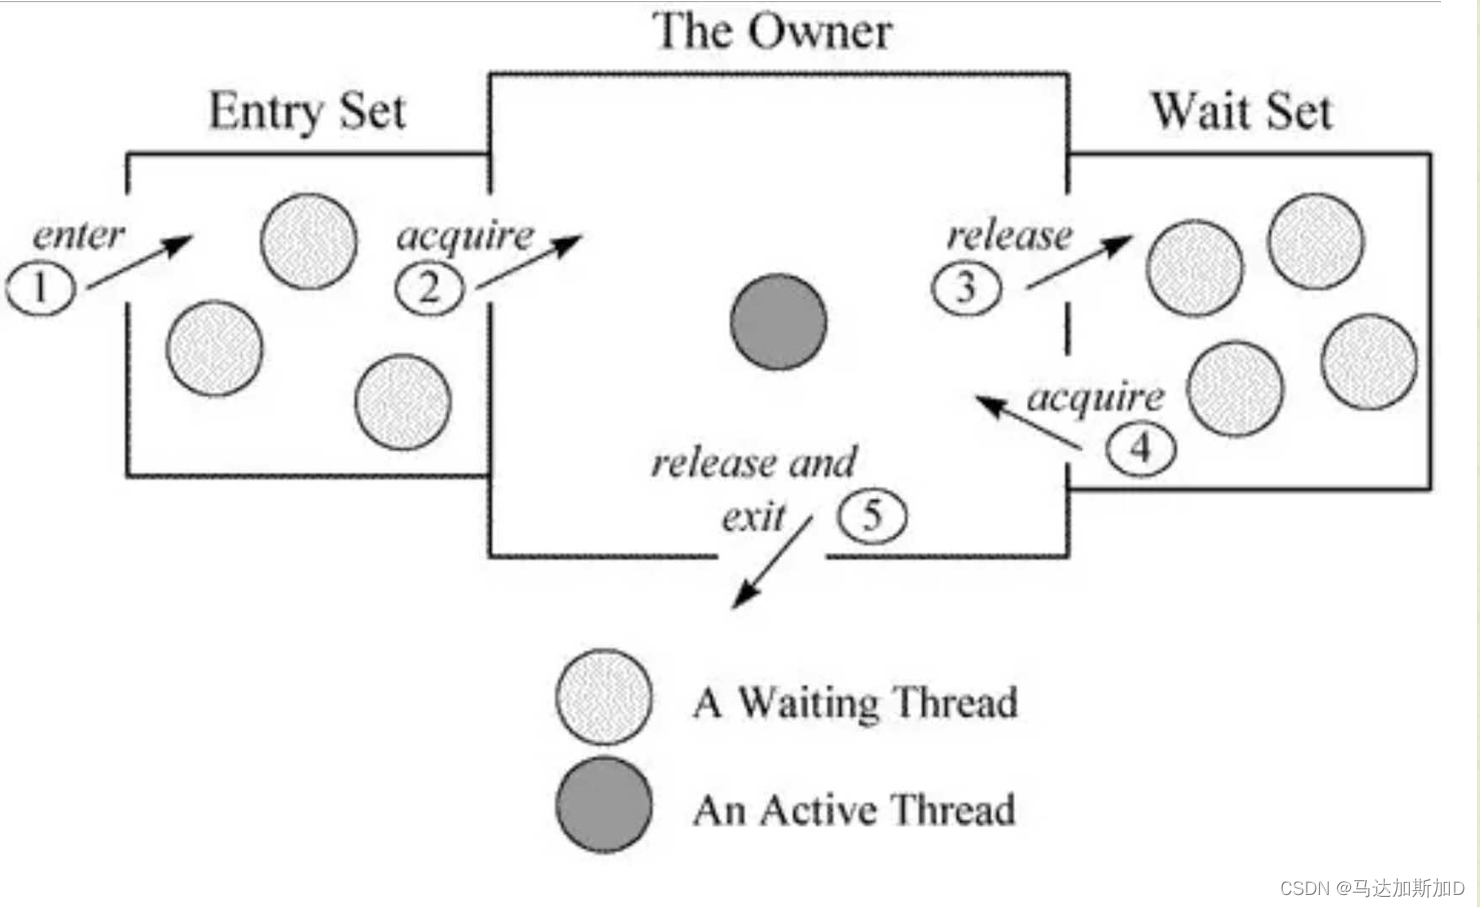 The Owner
Entry Set
Wait Set
enter
1
acquire
2
release
3
acquire
4
release and
exit
5
A Waiting Thread
An Active Thread
CSDN @马达加斯加D